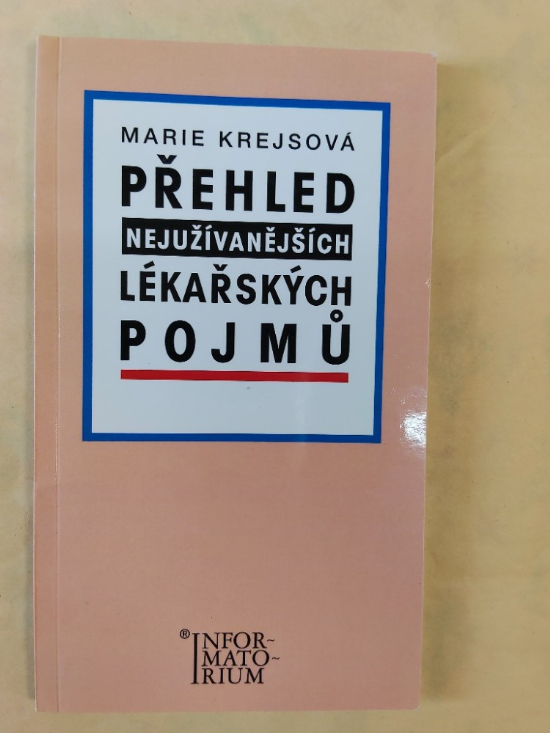 MARIE KREJSOVÁ
PŘEHLED
NEJUŽÍVANĚJŠÍCH
LÉKAŘSKÝCH
POJMŮ
®INFOR~
MATO~
RIUM